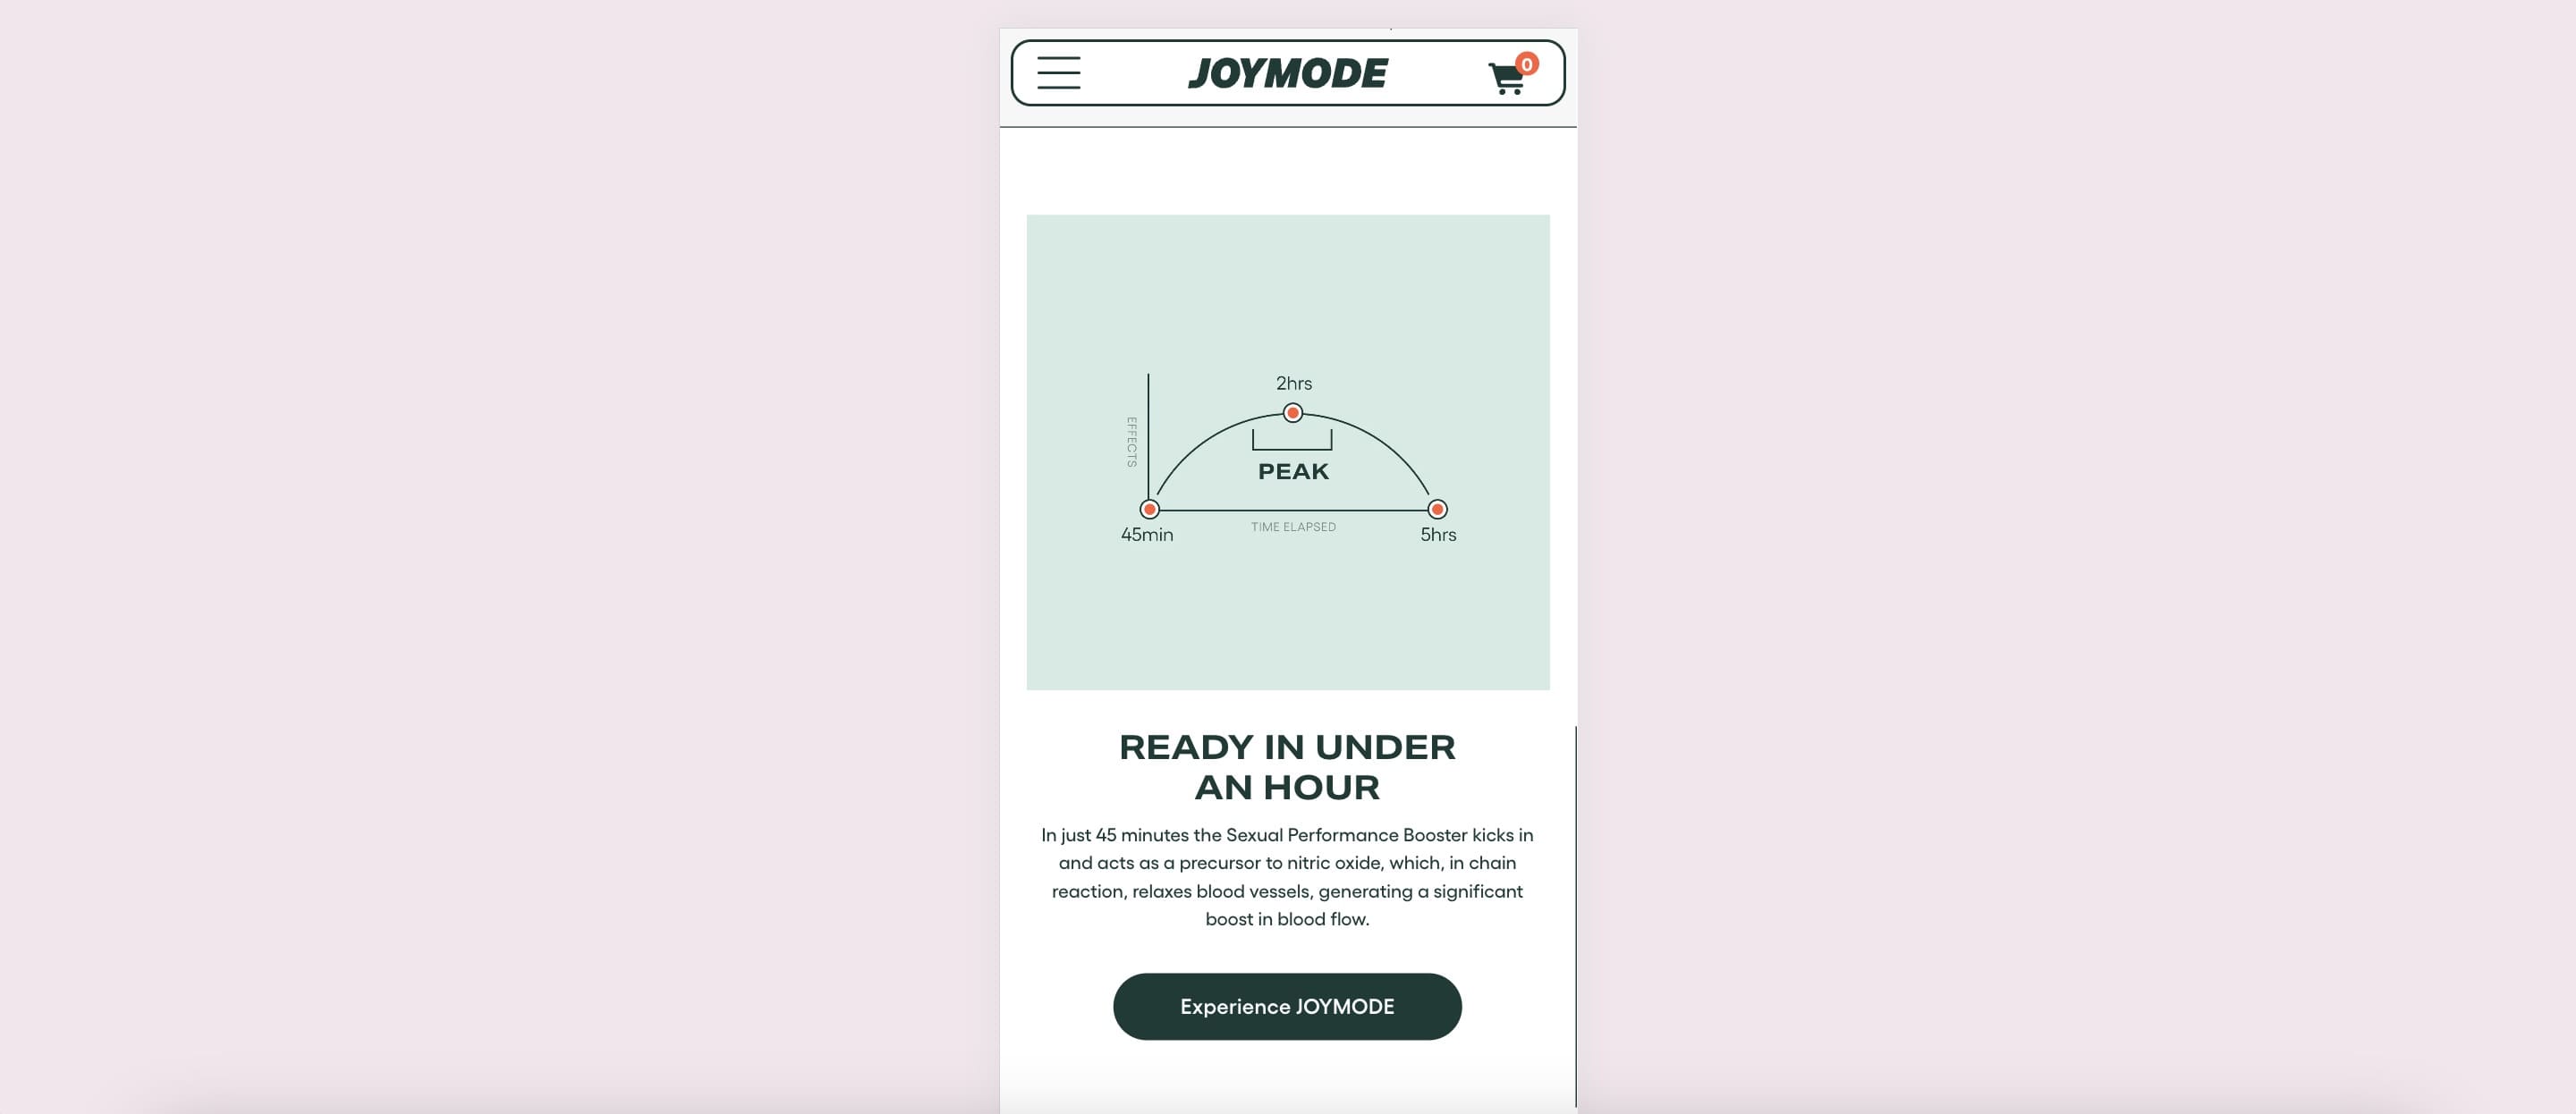 JOYMODE
0
2hrs
EFFECTS
PEAK
TIME ELAPSED
45min
5hrs
READY IN UNDER
AN HOUR
In just 45 minutes the Sexual Performance Booster kicks in
and acts as a precursor to nitric oxide, which, in chain
reaction, relaxes blood vessels, generating a significant
boost in blood flow.
Experience JOYMODE